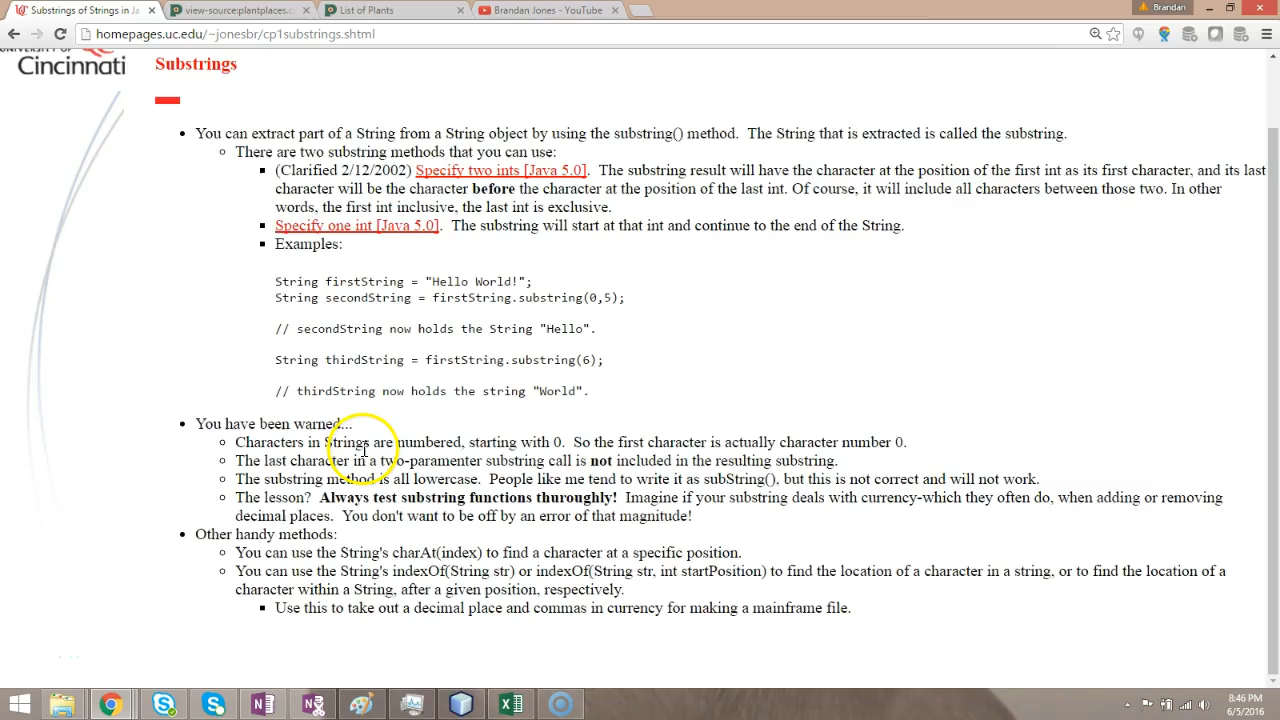 Substrings of Strings in Ja
view-source:plantplaces.c
List of Plants
Brandan Jones - YouTube
Brandan
homepages.uc.edu/~jonesbr/cp1substrings.shtml
Cincinnati
Substrings
You can extract part of a String from a String object by using the substring() method. The String that is extracted is called the substring.
There are two substring methods that you can use:
(Clarified 2/12/2002) Specify two ints [Java 5.0]. The substring result will have the character at the position of the first int as its first character, and its last
character will be the character before the character at the position of the last int. Of course, it will include all characters between those two. In other
words, the first int inclusive, the last int is exclusive.
Specify one int [Java 5.0]. The substring will start at that int and continue to the end of the String.
Examples:
String firstString = "Hello World!";
String secondString = firstString.substring(0,5);
// secondString now holds the String "Hello".
String thirdString = firstString.substring(6);
// thirdString now holds the string "World".
You have been warned...
Characters in Strings are numbered, starting with 0. So the first character is actually character number 0.
The last character in a two-paramenter substring call is not included in the resulting substring.
The substring method is all lowercase. People like me tend to write it as subString(), but this is not correct and will not work.
The lesson? Always test substring functions thuroughly! Imagine if your substring deals with currency-which they often do, when adding or removing
decimal places. You don't want to be off by an error of that magnitude!
Other handy methods:
You can use the String's charAt(index) to find a character at a specific position.
You can use the String's indexOf(String str) or indexOf(String str, int startPosition) to find the location of a character in a string, or to find the location of a
character within a String, after a given position, respectively.
Use this to take out a decimal place and commas in currency for making a mainframe file.
8:46 PM
6/5/2016